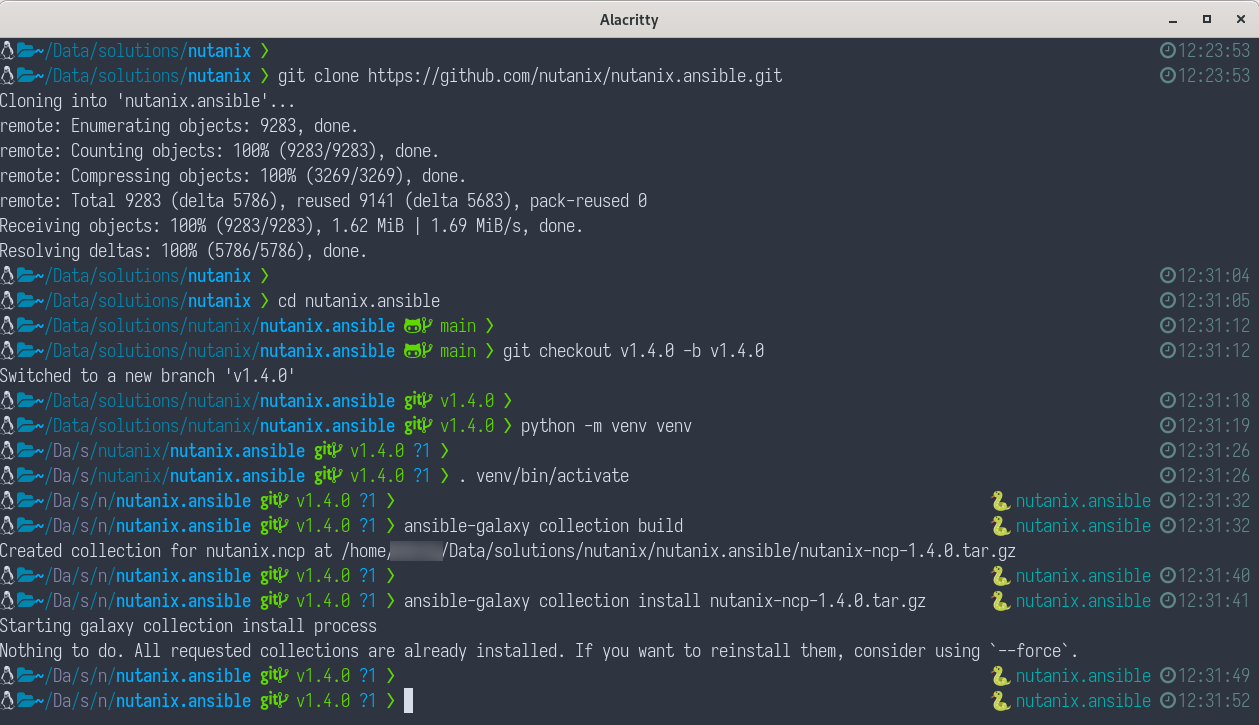 Alacritty
~/Data/solutions/nutanix ❯ 12:23:53
~/Data/solutions/nutanix ❯ git clone https://github.com/nutanix/nutanix.ansible.git 12:23:53
Cloning into 'nutanix.ansible'...
remote: Enumerating objects: 9283, done.
remote: Counting objects: 100% (9283/9283), done.
remote: Compressing objects: 100% (3269/3269), done.
remote: Total 9283 (delta 5786), reused 9141 (delta 5683), pack-reused 0
Receiving objects: 100% (9283/9283), 1.62 MiB | 1.69 MiB/s, done.
Resolving deltas: 100% (5786/5786), done.
~/Data/solutions/nutanix ❯ 12:31:04
~/Data/solutions/nutanix ❯ cd nutanix.ansible 12:31:05
~/Data/solutions/nutanix/nutanix.ansible main ❯ 12:31:12
~/Data/solutions/nutanix/nutanix.ansible main ❯ git checkout v1.4.0 -b v1.4.0 12:31:12
Switched to a new branch 'v1.4.0'
~/Data/solutions/nutanix/nutanix.ansible git v1.4.0 ❯ 12:31:18
~/Data/solutions/nutanix/nutanix.ansible git v1.4.0 ❯ python -m venv venv 12:31:19
~/Da/s/nutanix/nutanix.ansible git v1.4.0 ?1 ❯ 12:31:26
~/Da/s/nutanix/nutanix.ansible git v1.4.0 ?1 ❯ . venv/bin/activate 12:31:26
~/Da/s/n/nutanix.ansible git v1.4.0 ?1 ❯ nutanix.ansible 12:31:32
~/Da/s/n/nutanix.ansible git v1.4.0 ?1 ❯ ansible-galaxy collection build nutanix.ansible 12:31:32
Created collection for nutanix.ncp at /home/ /Data/solutions/nutanix/nutanix.ansible/nutanix-ncp-1.4.0.tar.gz
~/Da/s/n/nutanix.ansible git v1.4.0 ?1 ❯ nutanix.ansible 12:31:40
~/Da/s/n/nutanix.ansible git v1.4.0 ?1 ❯ ansible-galaxy collection install nutanix-ncp-1.4.0.tar.gz nutanix.ansible 12:31:41
Starting galaxy collection install process
Nothing to do. All requested collections are already installed. If you want to reinstall them, consider using `--force`.
~/Da/s/n/nutanix.ansible git v1.4.0 ?1 ❯ nutanix.ansible 12:31:49
~/Da/s/n/nutanix.ansible git v1.4.0 ?1 ❯ nutanix.ansible 12:31:52